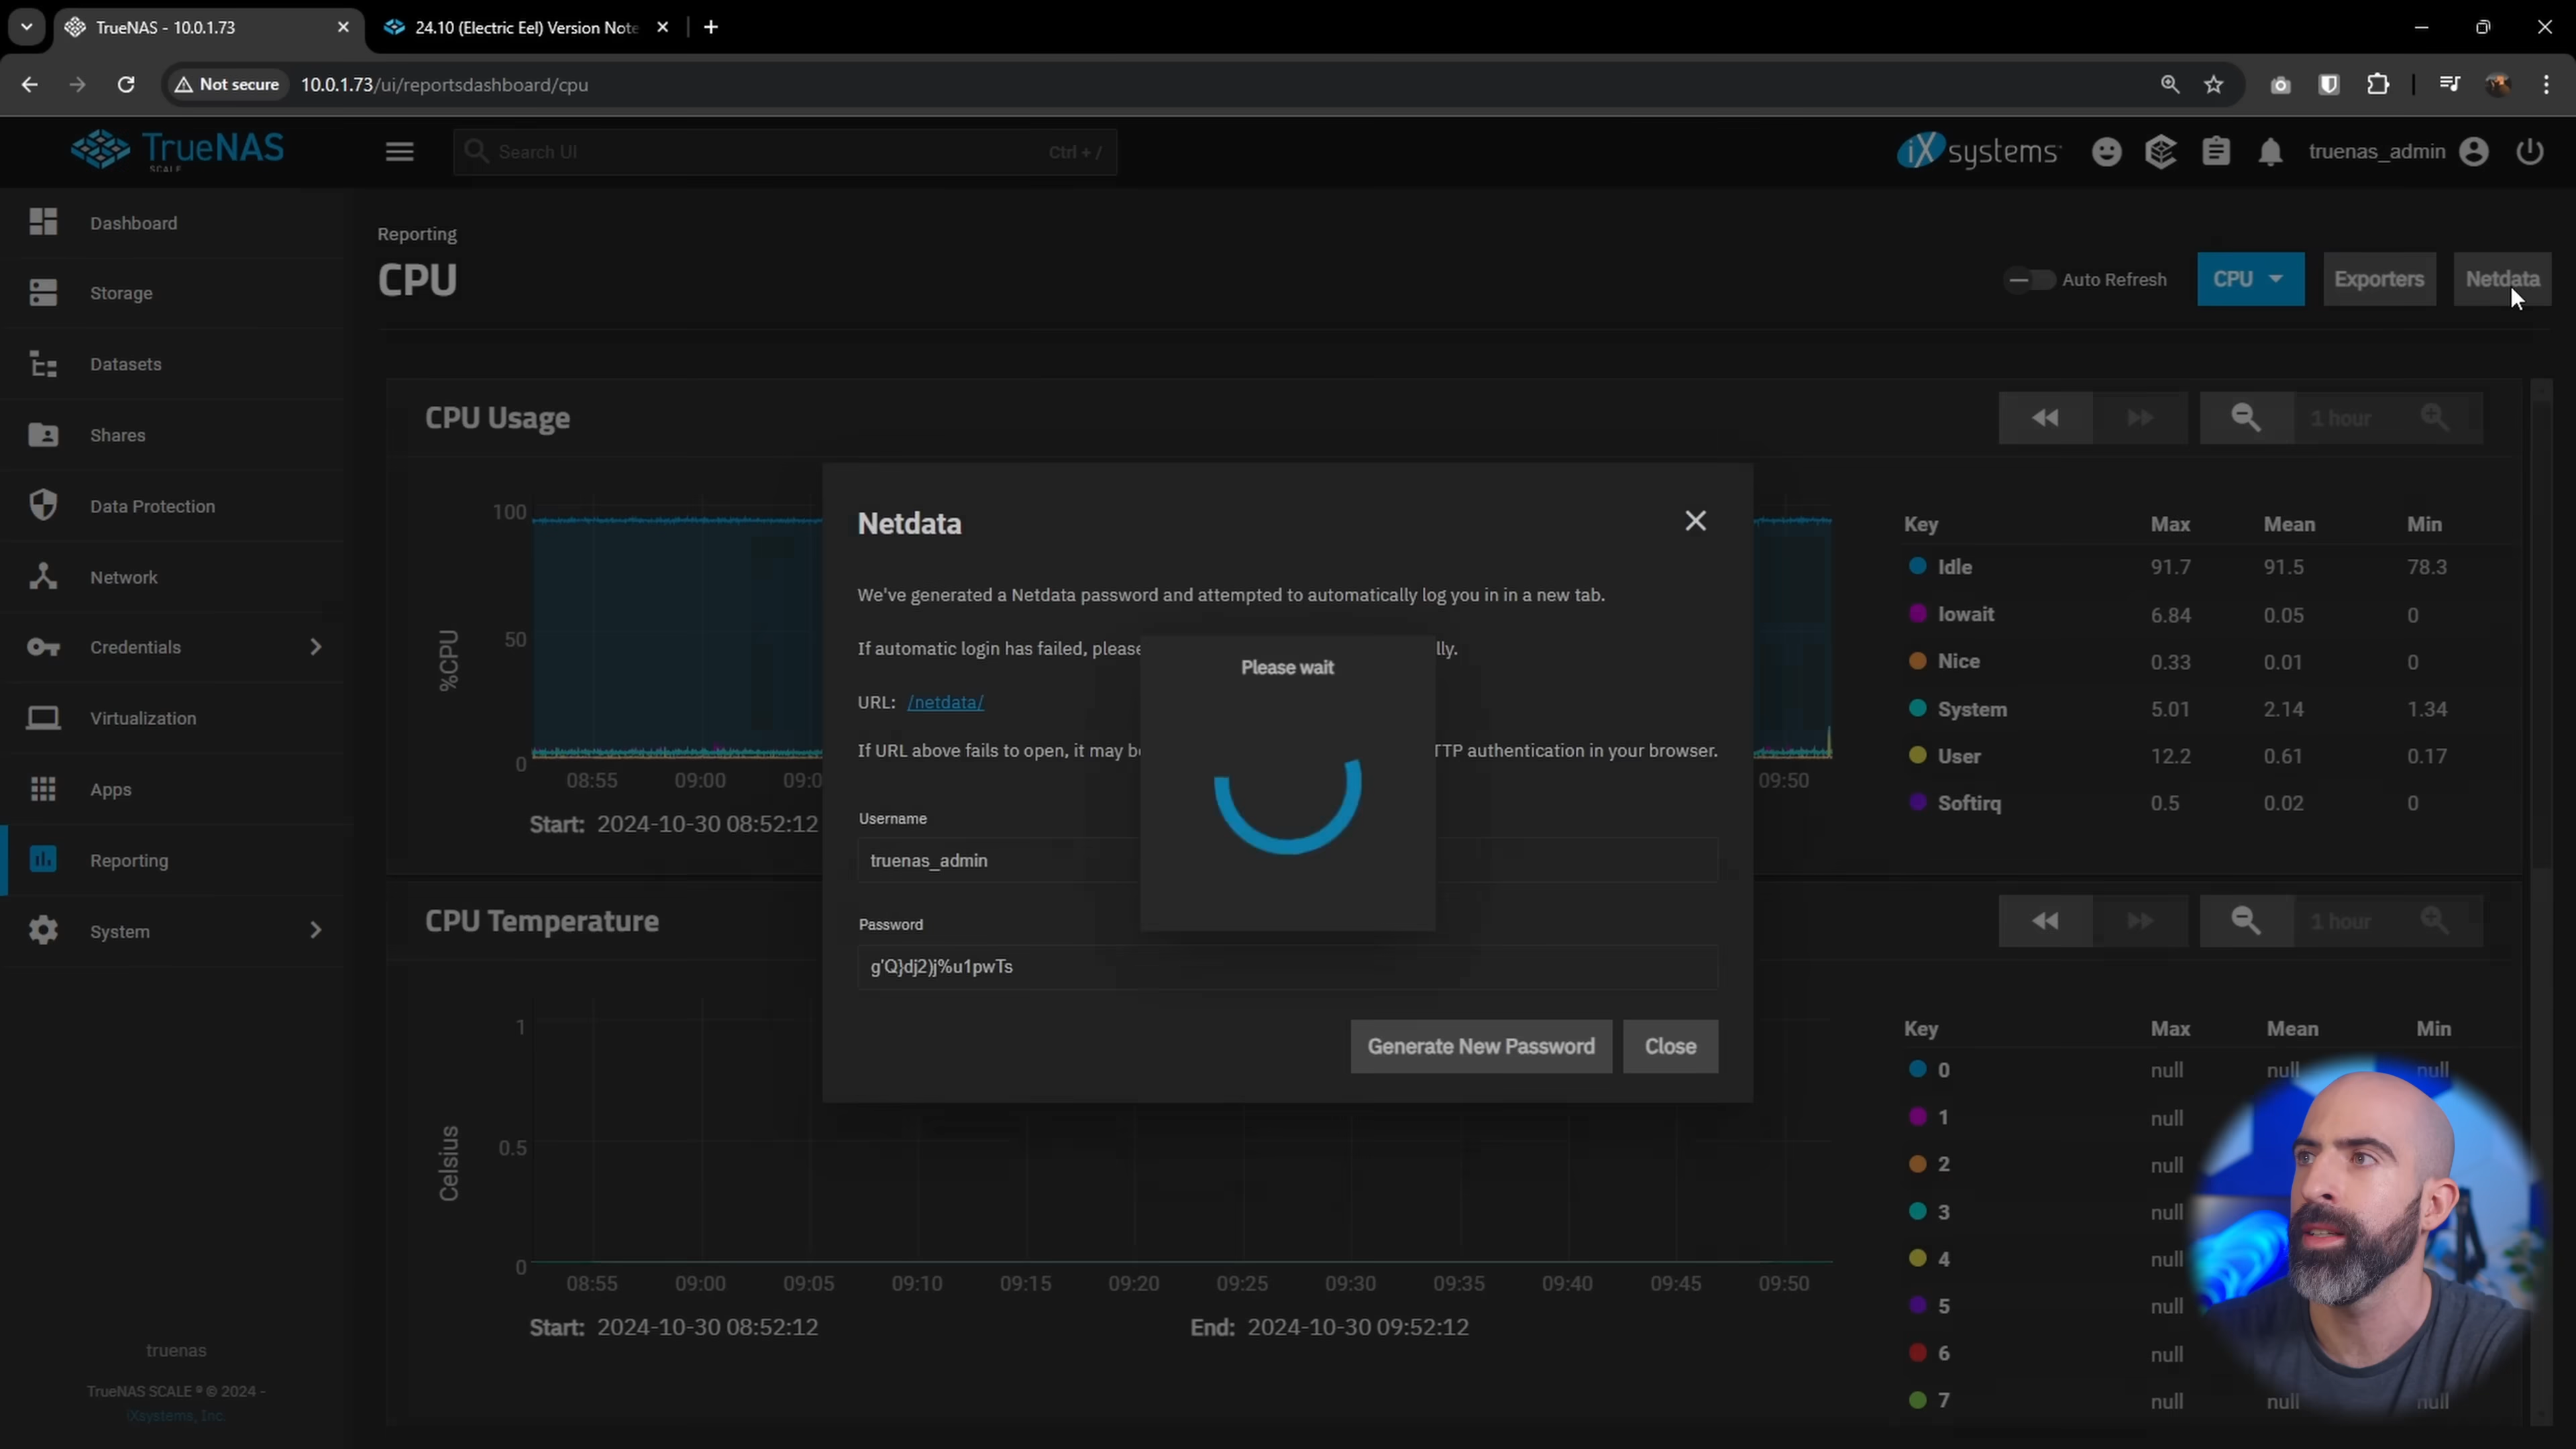 TrueNAS - 10.0.1.73
24.10 (Electric Eel) Version Note
Not secure
10.0.1.73/ui/reportsdashboard/cpu
TrueNAS
SCALE
Search UI
Ctrl + /
iXsystems
truenas_admin
Dashboard
Storage
Datasets
Shares
Data Protection
Network
Credentials
Virtualization
Apps
Reporting
System
truenas
TrueNAS SCALE ® © 2024 -
iXsystems, Inc.
Reporting
CPU
Auto Refresh
CPU
Exporters
Netdata
CPU Usage
1 hour
%CPU
100
50
0
08:55 09:00 09:0
09:50
Start: 2024-10-30 08:52:12
Key Max Mean Min
Idle 91.7 91.5 78.3
Iowait 6.84 0.05 0
Nice 0.33 0.01 0
System 5.01 2.14 1.34
User 12.2 0.61 0.17
Softirq 0.5 0.02 0
Netdata
We've generated a Netdata password and attempted to automatically log you in in a new tab.
If automatic login has failed, please lly.
URL: /netdata/
If URL above fails to open, it may be TTP authentication in your browser.
Please wait
Username
truenas_admin
Password
g'Q}dj2)j%u1pwTs
Generate New Password
Close
CPU Temperature
1 hour
Celsius
1
0.5
0
08:55 09:00 09:05 09:10 09:15 09:20 09:25 09:30 09:35 09:40 09:45 09:50
Start: 2024-10-30 08:52:12
End: 2024-10-30 09:52:12
Key Max Mean Min
0 null null null
1 null
2 null
3 null
4 null
5 null
6 null
7 null null null